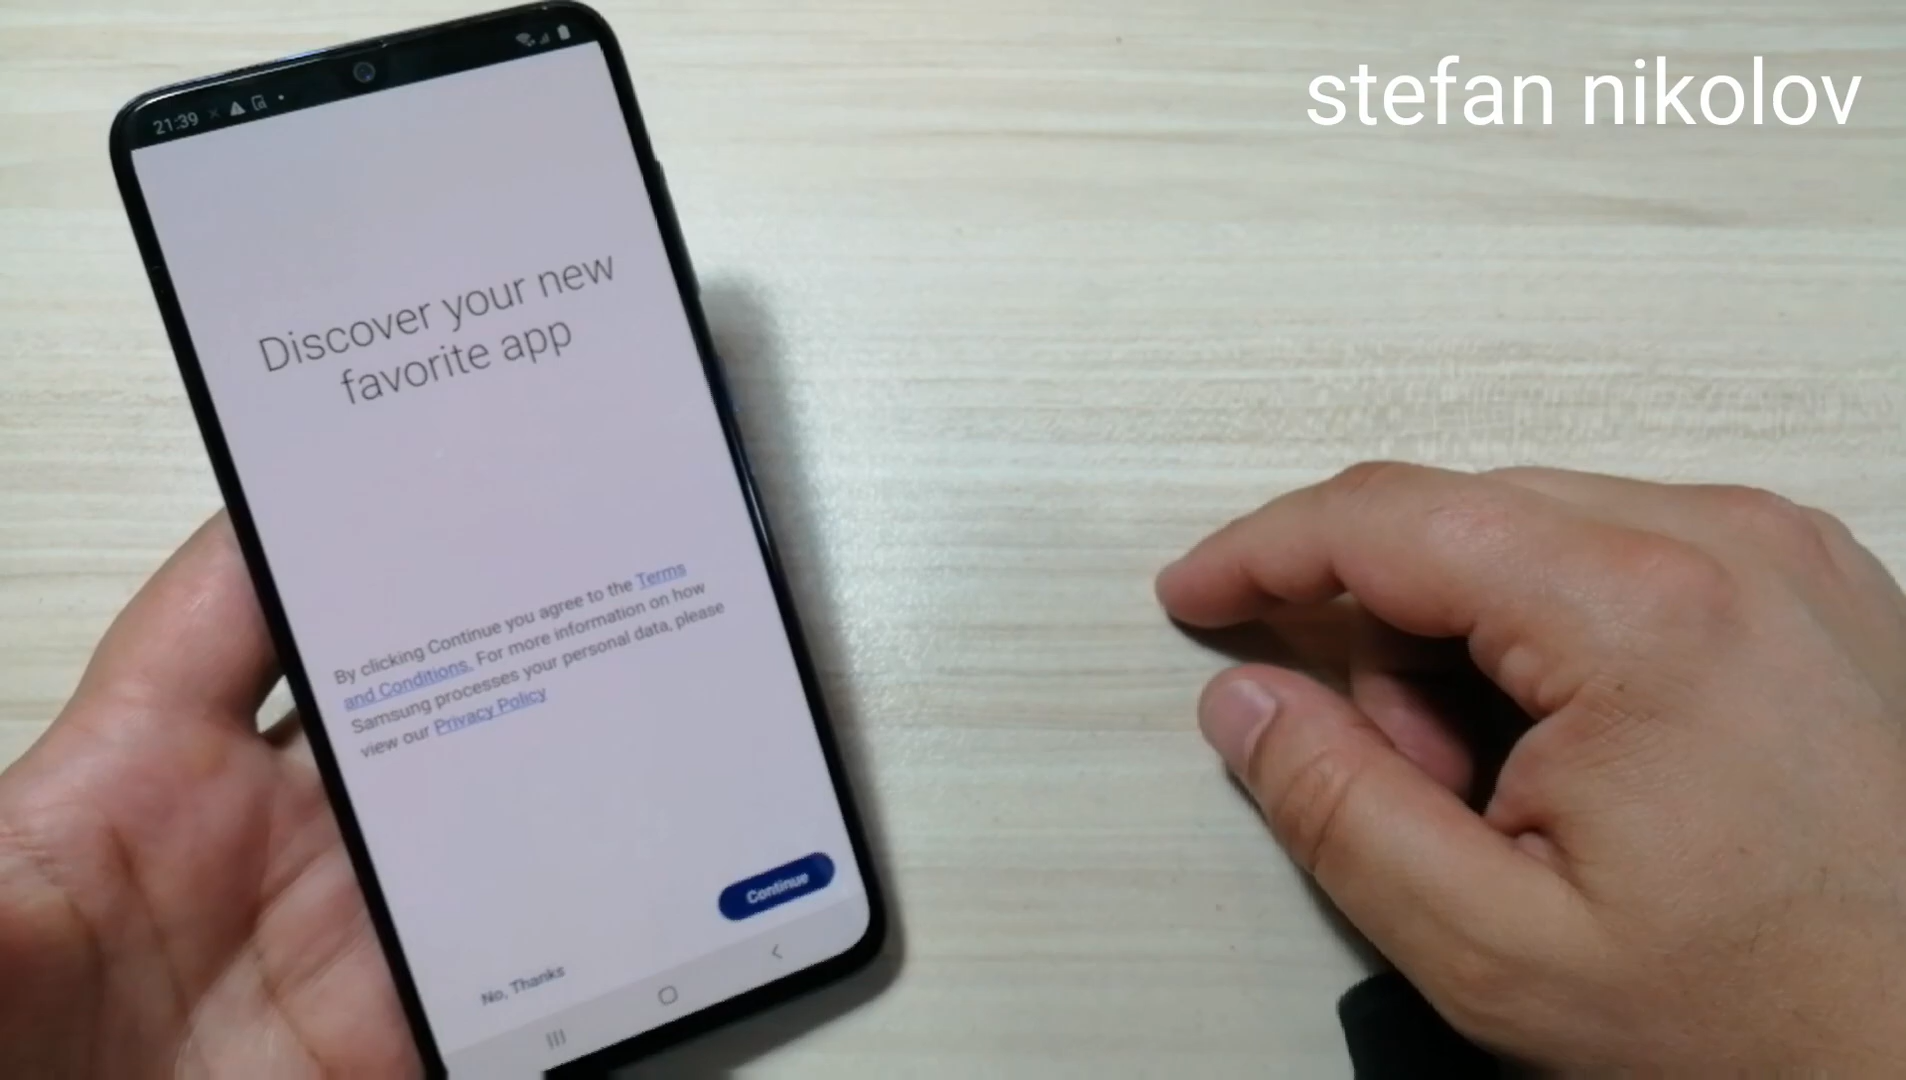 stefan nikolov
21:39
Discover your new
favorite app
By clicking Continue you agree to the Terms
and Conditions. For more information on how
Samsung processes your personal data, please
view our Privacy Policy
Continue
No, Thanks